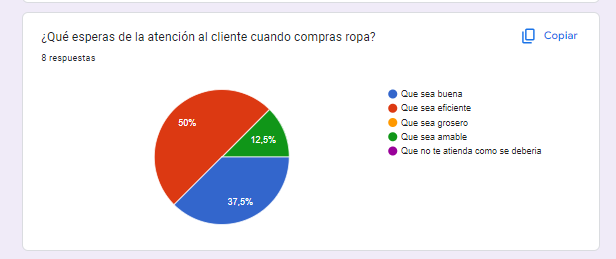 ¿Qué esperas de la atención al cliente cuando compras ropa?
Copiar
8 respuestas
Que sea buena
Que sea eficiente
Que sea grosero
Que sea amable
Que no te atienda como se debería
50%
12,5%
37,5%